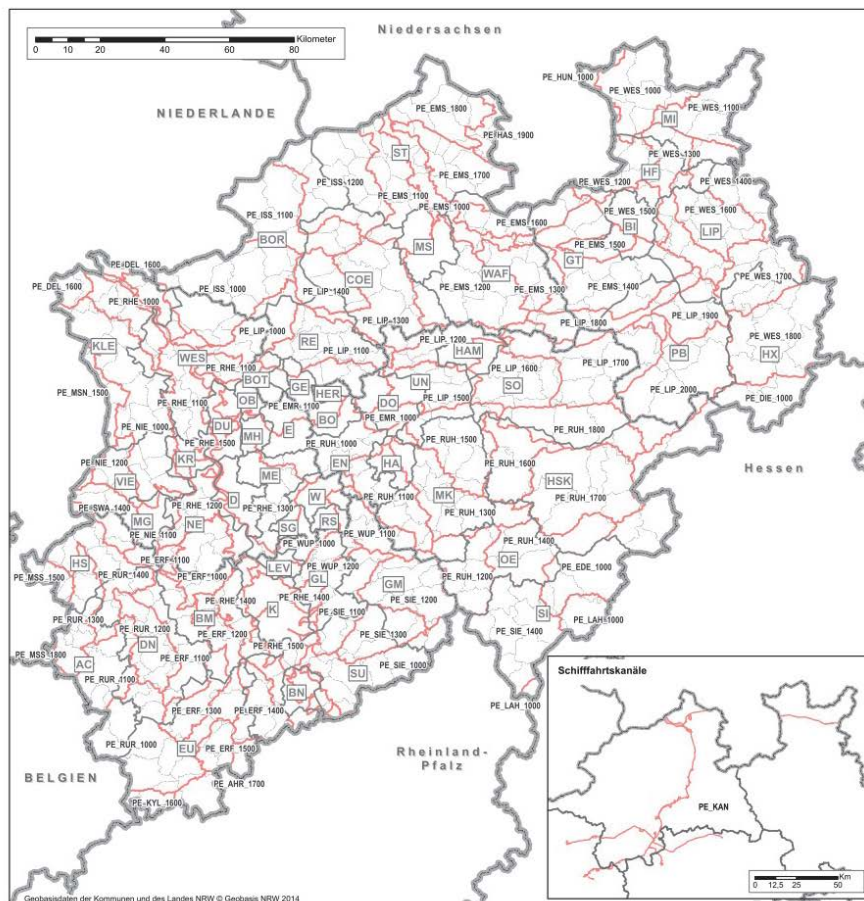 Niedersachsen
Kilometer
0 20 40 60 80
PE_HUN_1000
PE_WES_1000
PE_EMS_1800
PE_WES_1100
NIEDERLANDE
MI
PE_HAS_1900
ST
PE_WES_1300
PE_ISS_1200
PE_EMS_1700
HF
PE_WES_1400
PE_WES_1200
PE_EMS_1100
PE_EMS_1000
PE_ISS_1100
PE_WES_1500
PE_WES_1600
PE_EMS_1600
BI
LIP
BOR
MS
PE_EMS_1500
GT
PE_DEL_1600
WAF
PE_WES_1700
COE
PE_DEL_1600
PE_ISS_1000
PE_LIP_1400
PE_EMS_1200
PE_EMS_1300
PE_EMS_1400
PE_RHE_1000
PE_LIP_1900
PE_LIP_1300
PE_LIP_1800
PE_LIP_1000
PE_WES_1800
KLE
RE
PE_LIP_1200
HAM
PB
HX
WES
PE_LIP_1100
PE_LIP_1600
PE_LIP_1700
PE_RHE_1100
PE_MSN_1500
BOT
GE
HER
UN
SO
PE_LIP_2000
PE_RHE_1100
OB
PE_EMR_1100
DO
PE_LIP_1500
PE_DIE_1000
BO
PE_EMR_1000
PE_NIE_1000
DU
MH
E
PE_RUH_1800
PE_RHE_1500
PE_RUH_1000
PE_RUH_1500
PE_NIE_1200
KR
EN
HA
PE_RUH_1600
Hessen
VIE
ME
HSK
PE_RUH_1100
MK
PE_RUH_1700
PE_SWA_1400
PE_RHE_1200
D
PE_RHE_1300
W
PE_RUH_1300
MG
NE
SG
RS
PE_NIE_1100
PE_WUP_1100
PE_RUH_1400
PE_WUP_1000
HS
PE_ERF_1100
OE
PE_EDE_1000
PE_MSS_1500
PE_RUR_1400
PE_ERF_1000
LEV
PE_WUP_1200
GL
GM
PE_RUH_1200
PE_RHE_1400
PE_RHE_1400
PE_SIE_1200
PE_RUR_1300
K
PE_SIE_1100
SI
PE_LAH_1000
PE_RUR_1200
BM
PE_ERF_1200
PE_SIE_1300
PE_SIE_1400
DN
PE_RHE_1500
PE_MSS_1800
AC
PE_ERF_1100
PE_SIE_1000
SU
PE_RUR_1100
BN
PE_LAH_1000
PE_ERF_1300
PE_ERF_1400
PE_RUR_1000
EU
PE_ERF_1500
Rheinland-
Pfalz
BELGIEN
PE_AHR_1700
PE_KYL_1600
Schifffahrtskanäle
PE_KAN
Km
0 12,5 25 50
Geobasisdaten der Kommunen und des Landes NRW © Geobasis NRW 2014